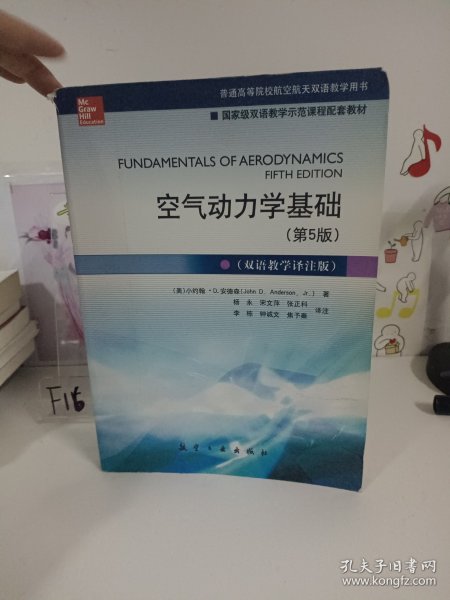 普通高等院校航空航天双语教学用书
Mc
Graw
Hill
Education
■ 国家级双语教学示范课程配套教材
FUNDAMENTALS OF AERODYNAMICS
FIFTH EDITION
空气动力学基础
(第5版)
(双语教学译注版)
(美)小约翰·D.安德森(John D. Anderson, Jr.) 著
杨 永 宋文萍 张正科
李 栋 钟诚文 焦予秦 译注
航空工业出版社
F16
孔夫子旧书网
www.kongfz.com